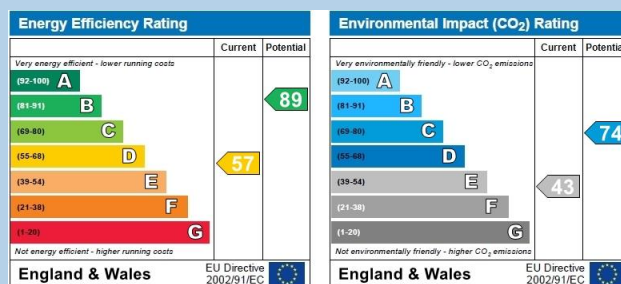 Energy Efficiency Rating
Current Potential
Very energy efficient - lower running costs
(92-100) A
(81-91) B
89
(69-80) C
(55-68) D
57
(39-54) E
(21-38) F
(1-20) G
Not energy efficient - higher running costs
England & Wales
EU Directive
2002/91/EC
Environmental Impact (CO2) Rating
Current Potential
Very environmentally friendly - lower CO2 emissions
(92-100) A
(81-91) B
(69-80) C
74
(55-68) D
(39-54) E
43
(21-38) F
(1-20) G
Not environmentally friendly - higher CO2 emissions
England & Wales
EU Directive
2002/91/EC